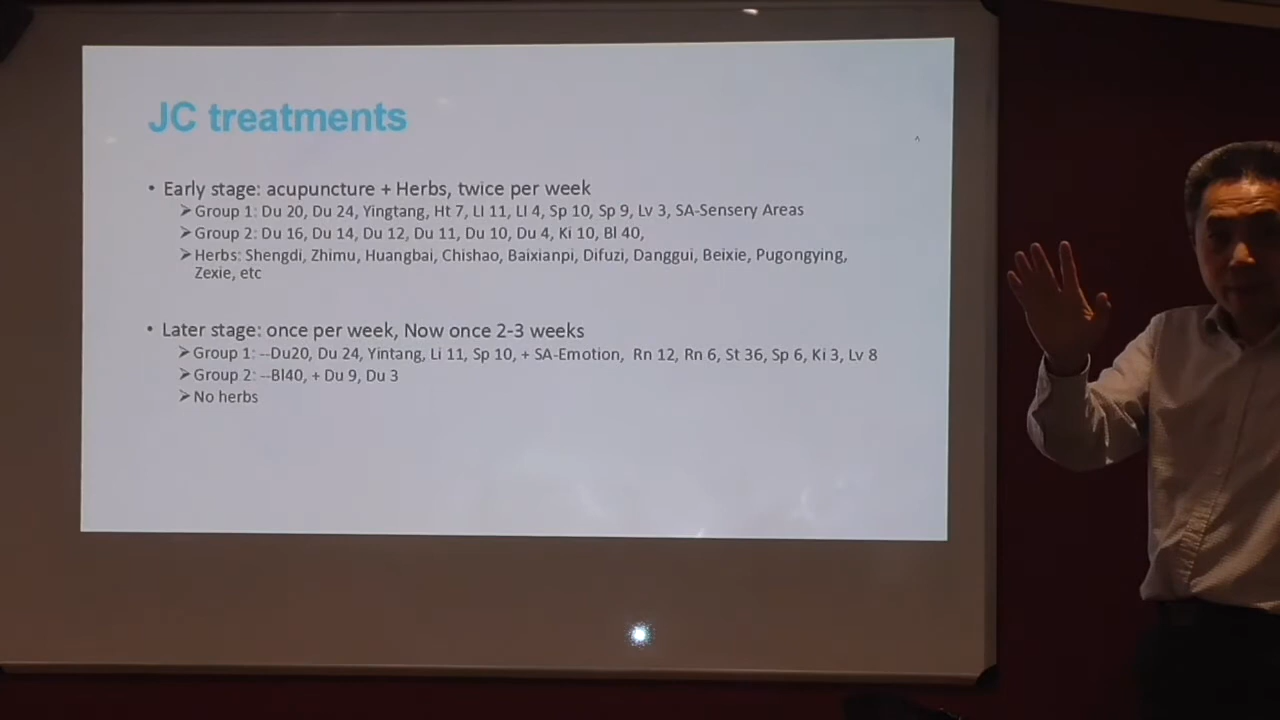 JC treatments
• Early stage: acupuncture + Herbs, twice per week
➢Group 1: Du 20, Du 24, Yingtang, Ht 7, LI 11, LI 4, Sp 10, Sp 9, Lv 3, SA-Sensery Areas
➢Group 2: Du 16, Du 14, Du 12, Du 11, Du 10, Du 4, Ki 10, Bl 40,
➢Herbs: Shengdi, Zhimu, Huangbai, Chishao, Baixianpi, Difuzi, Danggui, Beixie, Pugongying,
Zexie, etc
• Later stage: once per week, Now once 2-3 weeks
➢Group 1: --Du20, Du 24, Yintang, Li 11, Sp 10, + SA-Emotion, Rn 12, Rn 6, St 36, Sp 6, Ki 3, Lv 8
➢Group 2: --Bl40, + Du 9, Du 3
➢No herbs